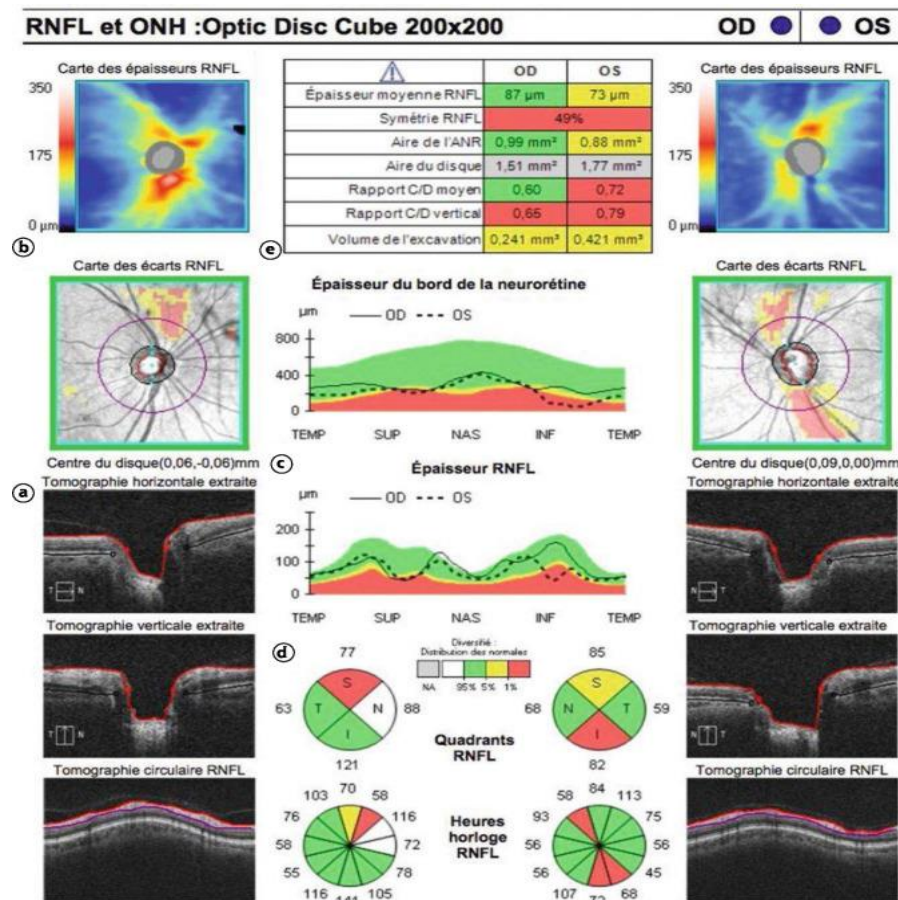 RNFL et ONH :Optic Disc Cube 200x200 OD OS
Carte des épaisseurs RNFL
350
175
0 µm
ⓑ
OD OS
Épaisseur moyenne RNFL 87 µm 73 µm
Symétrie RNFL 49%
Aire de l'ANR 0,99 mm² 0,88 mm²
Aire du disque 1,51 mm² 1,77 mm²
Rapport C/D moyen 0,60 0,72
Rapport C/D vertical 0,65 0,79
Volume de l'excavation 0,241 mm³ 0,421 mm³
ⓔ
Carte des épaisseurs RNFL
350
175
0 µm
Carte des écarts RNFL
Centre du disque(0,06,-0,06)mm
Épaisseur du bord de la neurorétine
µm OD OS
800
400
0
TEMP SUP NAS INF TEMP
Carte des écarts RNFL
Centre du disque(0,09,0,00)mm
ⓐ
Tomographie horizontale extraite
T N
ⓒ
Épaisseur RNFL
µm OD OS
200
100
0
TEMP SUP NAS INF TEMP
Tomographie horizontale extraite
T N
Tomographie verticale extraite
T N
ⓓ
Diversifié :
Distribution des normales
NA 95% 5% 1%
77
S
63 T N 88
I
121
Quadrants
RNFL
85
S
68 N T 59
I
82
Tomographie verticale extraite
T N
Tomographie circulaire RNFL
70
103 58
76 116
58 72
55 78
116 105
Heures
horloge
RNFL
84
58 113
93 75
56 56
56 45
107 68
Tomographie circulaire RNFL